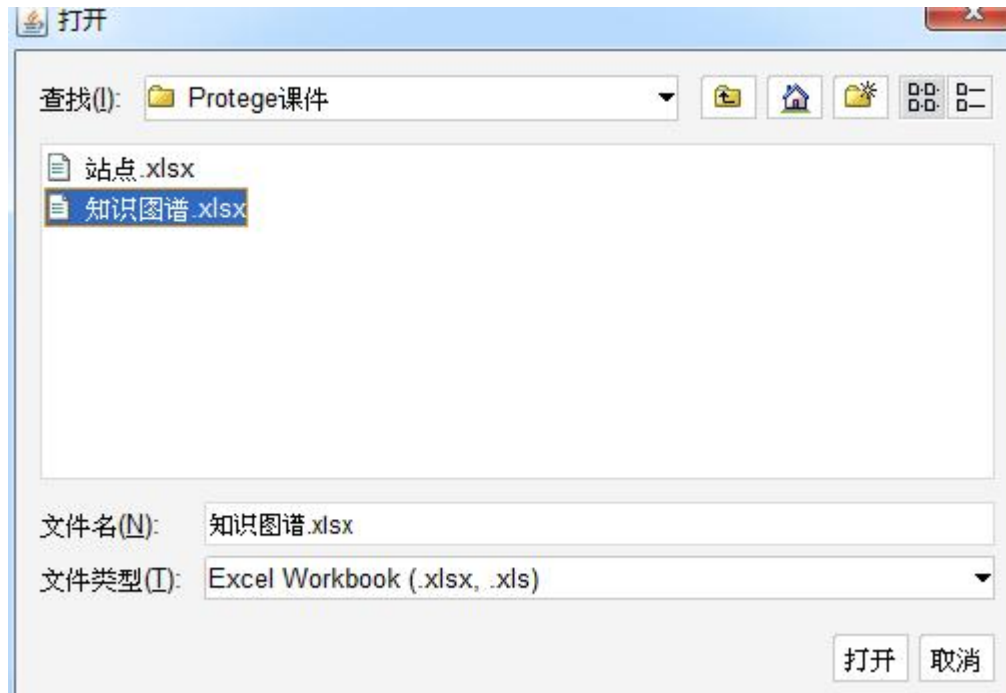 打开
查找(I): Protege课件
站点.xlsx
知识图谱.xlsx
文件名(N): 知识图谱.xlsx
文件类型(T): Excel Workbook (.xlsx, .xls)
打开 取消